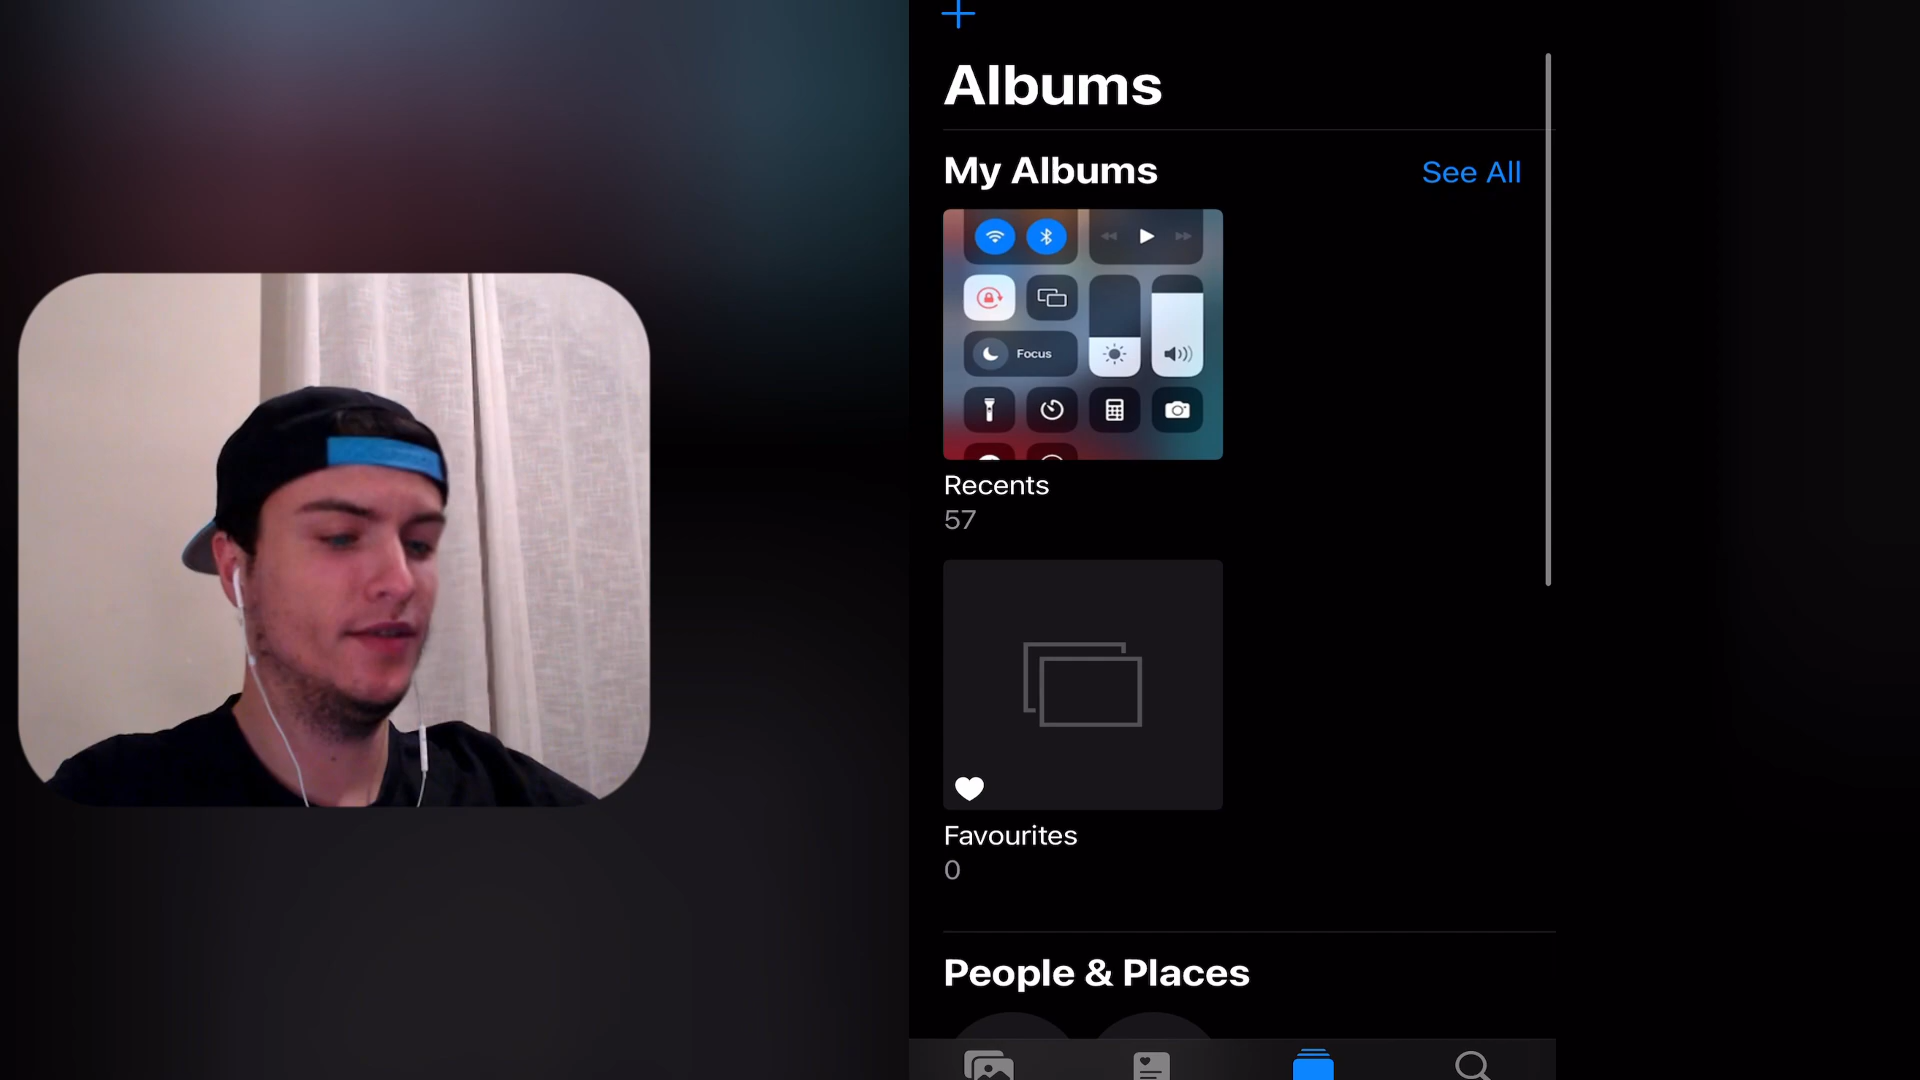 Albums
My Albums
See All
Focus
Recents
57
Favourites
0
People & Places